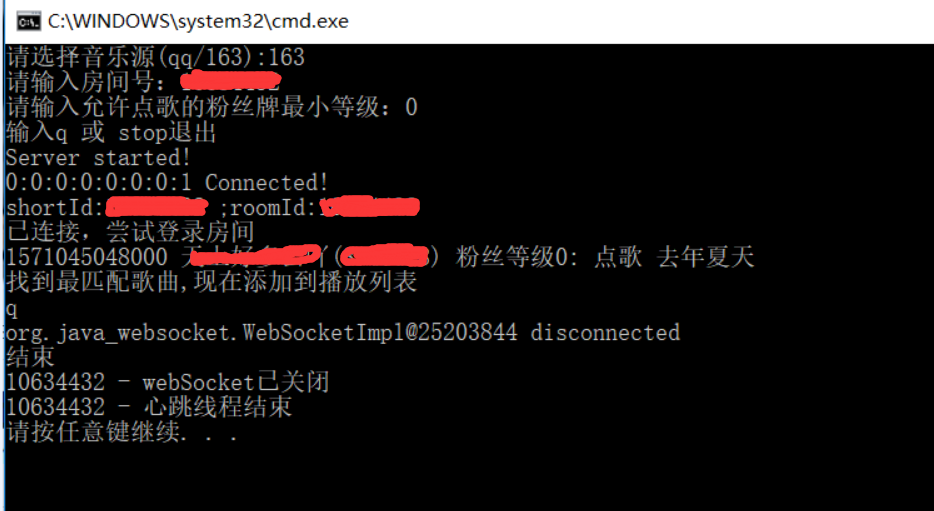 C:\WINDOWS\system32\cmd.exe
请选择音乐源(qq/163):163
请输入房间号:
请输入允许点歌的粉丝牌最小等级: 0
输入q 或 stop退出
Server started!
0:0:0:0:0:0:0:1 Connected!
shortId: ;roomId:
已连接, 尝试登录房间
1571045048000 ( ) 粉丝等级0: 点歌 去年夏天
找到最匹配歌曲,现在添加到播放列表
q
org.java_websocket.WebSocketImpl@25203844 disconnected
结束
10634432 - webSocket已关闭
10634432 - 心跳线程结束
请按任意键继续. . .